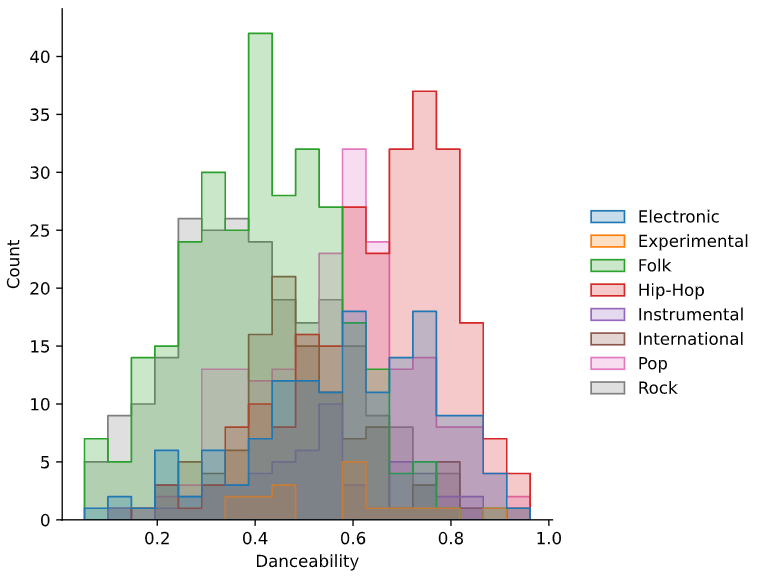 40
35
30
25
20
15
10
5
0
Count
0.2 0.4 0.6 0.8 1.0
Danceability
Electronic
Experimental
Folk
Hip-Hop
Instrumental
International
Pop
Rock